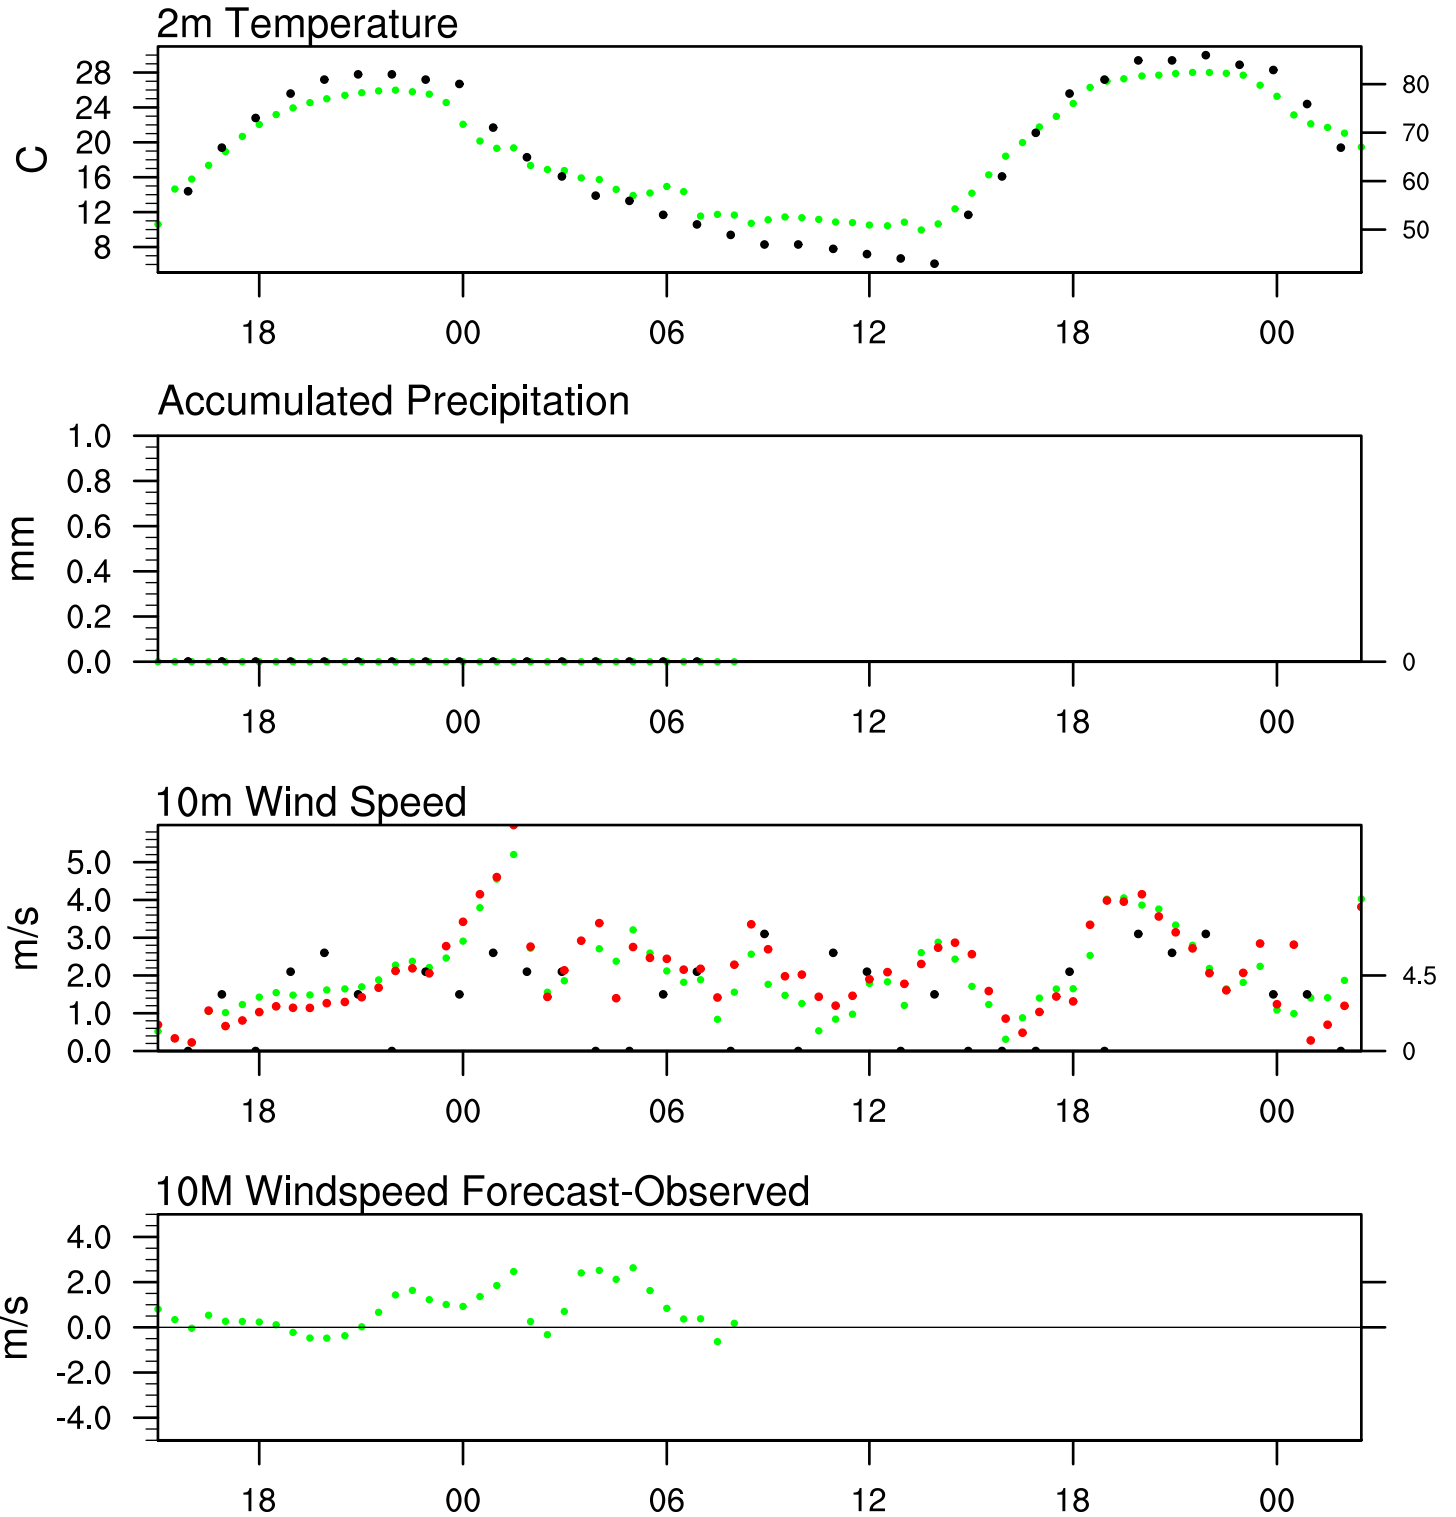 2m Temperature
28
24
20
16
12
8
C
80
70
60
50
18 00 06 12 18 00
Accumulated Precipitation
1.0
0.8
0.6
0.4
0.2
0.0
mm
0
18 00 06 12 18 00
10m Wind Speed
5.0
4.0
3.0
2.0
1.0
0.0
m/s
4.5
0
18 00 06 12 18 00
10M Windspeed Forecast-Observed
4.0
2.0
0.0
-2.0
-4.0
m/s
18 00 06 12 18 00